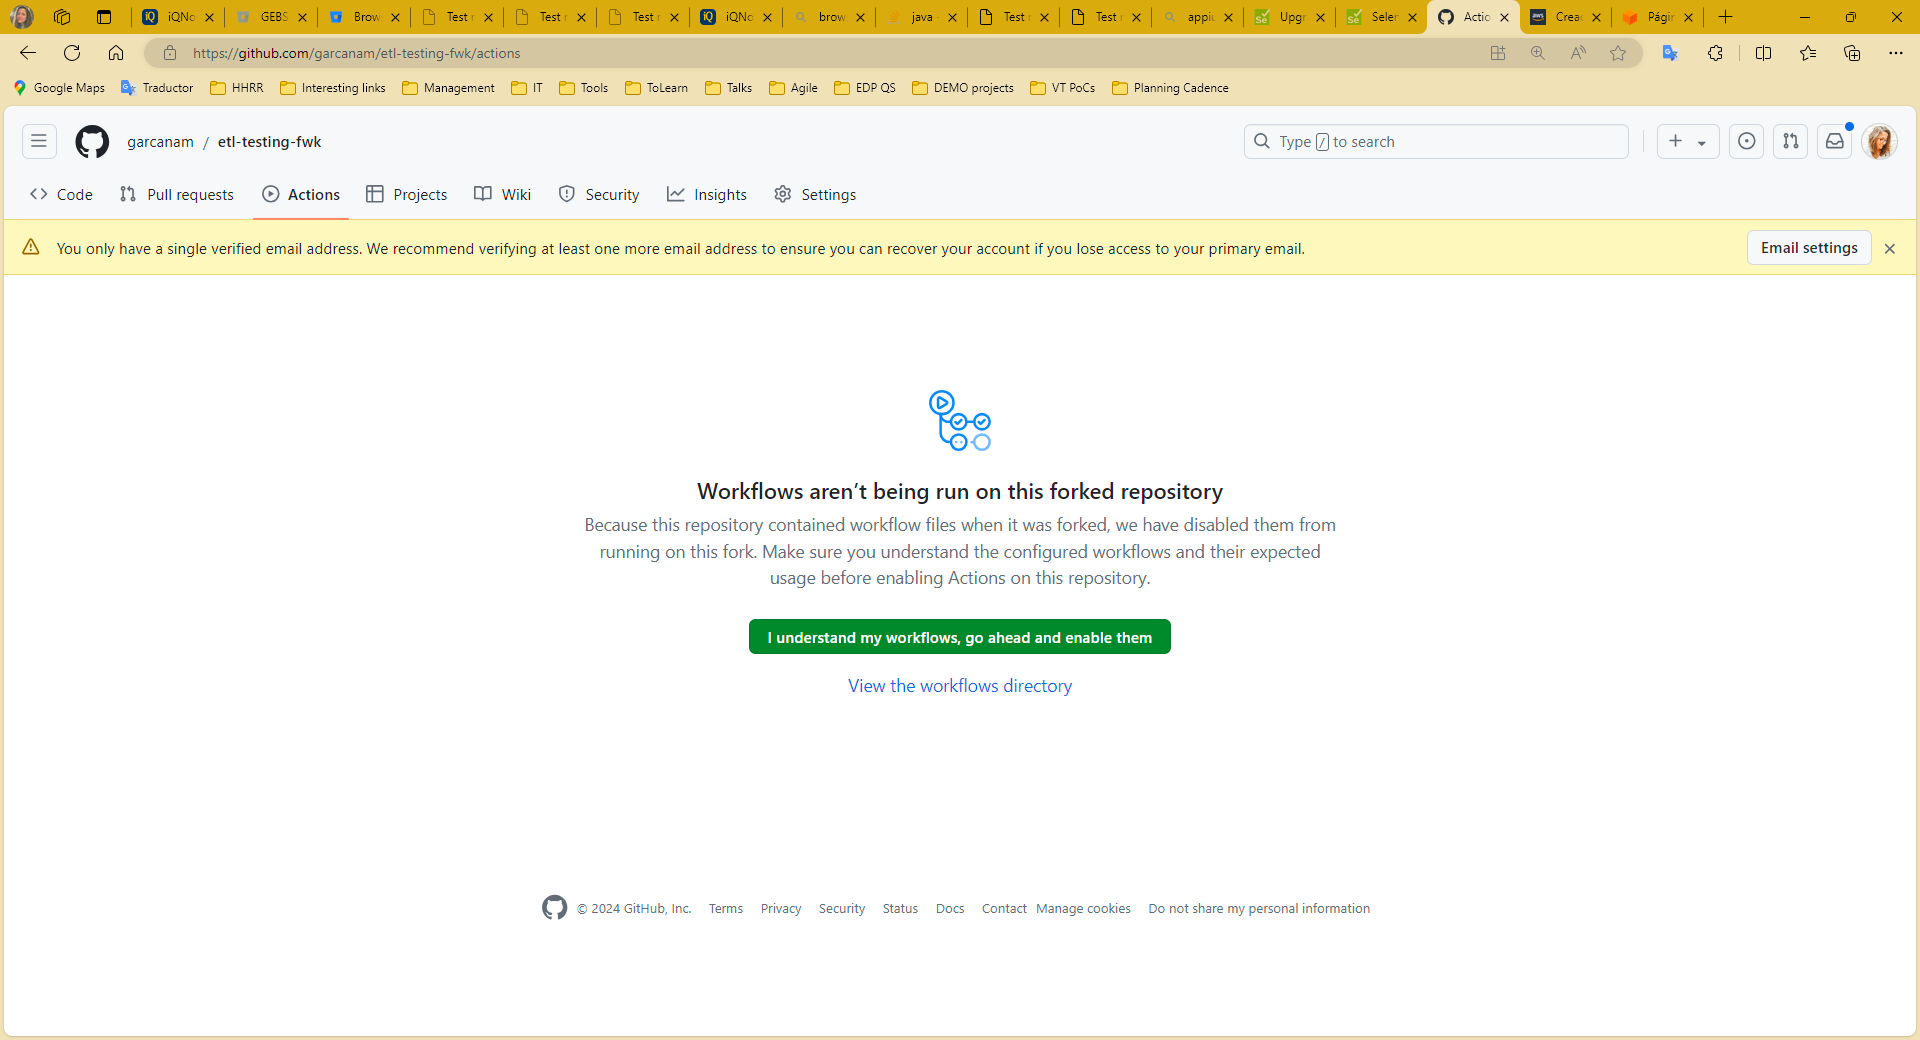 iQNo
GEBS
Brow
Test r
Test r
Test r
iQNo
brow
java -
Test r
Test r
appiu
Upgr
Seler
Actio
Creac
Págir
https://github.com/garcanam/etl-testing-fwk/actions
Google Maps
Traductor
HHRR
Interesting links
Management
IT
Tools
ToLearn
Talks
Agile
EDP QS
DEMO projects
VT PoCs
Planning Cadence
garcanam / etl-testing-fwk
Type / to search
Code
Pull requests
Actions
Projects
Wiki
Security
Insights
Settings
You only have a single verified email address. We recommend verifying at least one more email address to ensure you can recover your account if you lose access to your primary email.
Email settings
Workflows aren’t being run on this forked repository
Because this repository contained workflow files when it was forked, we have disabled them from
running on this fork. Make sure you understand the configured workflows and their expected
usage before enabling Actions on this repository.
I understand my workflows, go ahead and enable them
View the workflows directory
© 2024 GitHub, Inc.
Terms
Privacy
Security
Status
Docs
Contact
Manage cookies
Do not share my personal information